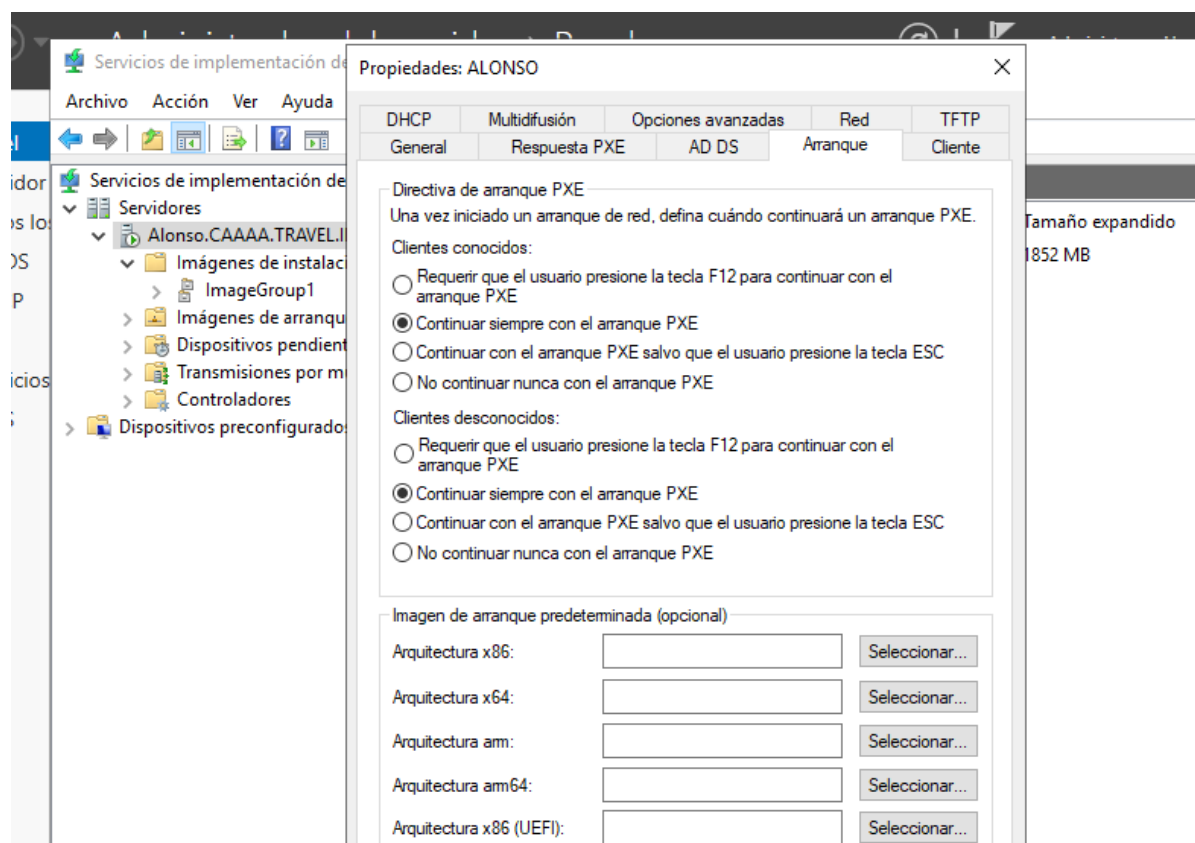 Servicios de implementación de
Archivo Acción Ver Ayuda
Servicios de implementación de
Servidores
Alonso.CAAAA.TRAVEL.I
Imágenes de instalaci
ImageGroup1
Imágenes de arranqu
Dispositivos pendient
Transmisiones por m
Controladores
Dispositivos preconfigurado
idor
os lo
OS
P
icios
Propiedades: ALONSO
DHCP Multidifusión Opciones avanzadas Red TFTP
General Respuesta PXE AD DS Arranque Cliente
Directiva de arranque PXE
Una vez iniciado un arranque de red, defina cuándo continuará un arranque PXE.
Clientes conocidos:
Requerir que el usuario presione la tecla F12 para continuar con el
arranque PXE
Continuar siempre con el arranque PXE
Continuar con el arranque PXE salvo que el usuario presione la tecla ESC
No continuar nunca con el arranque PXE
Clientes desconocidos:
Requerir que el usuario presione la tecla F12 para continuar con el
arranque PXE
Continuar siempre con el arranque PXE
Continuar con el arranque PXE salvo que el usuario presione la tecla ESC
No continuar nunca con el arranque PXE
Imagen de arranque predeterminada (opcional)
Arquitectura x86: Seleccionar...
Arquitectura x64: Seleccionar...
Arquitectura arm: Seleccionar...
Arquitectura arm64: Seleccionar...
Arquitectura x86 (UEFI): Seleccionar...
Tamaño expandido
1852 MB